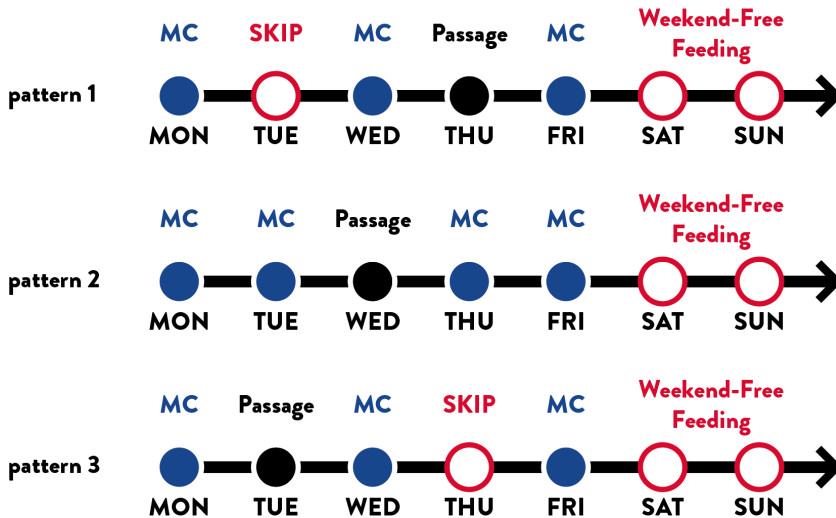 MC SKIP MC Passage MC Weekend-Free
Feeding
pattern 1
MON TUE WED THU FRI SAT SUN
MC MC Passage MC MC Weekend-Free
Feeding
pattern 2
MON TUE WED THU FRI SAT SUN
MC Passage MC SKIP MC Weekend-Free
Feeding
pattern 3
MON TUE WED THU FRI SAT SUN